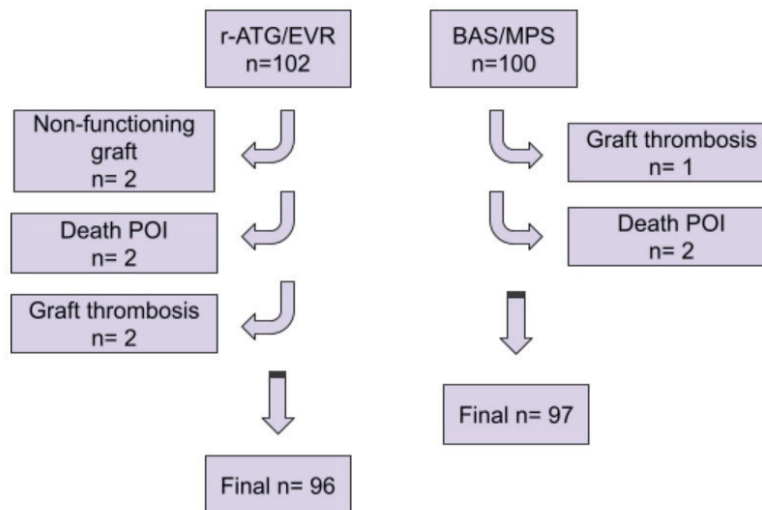 r-ATG/EVR
n=102
Non-functioning
graft
n= 2
Death POI
n= 2
Graft thrombosis
n= 2
Final n= 96
BAS/MPS
n=100
Graft thrombosis
n= 1
Death POI
n= 2
Final n= 97